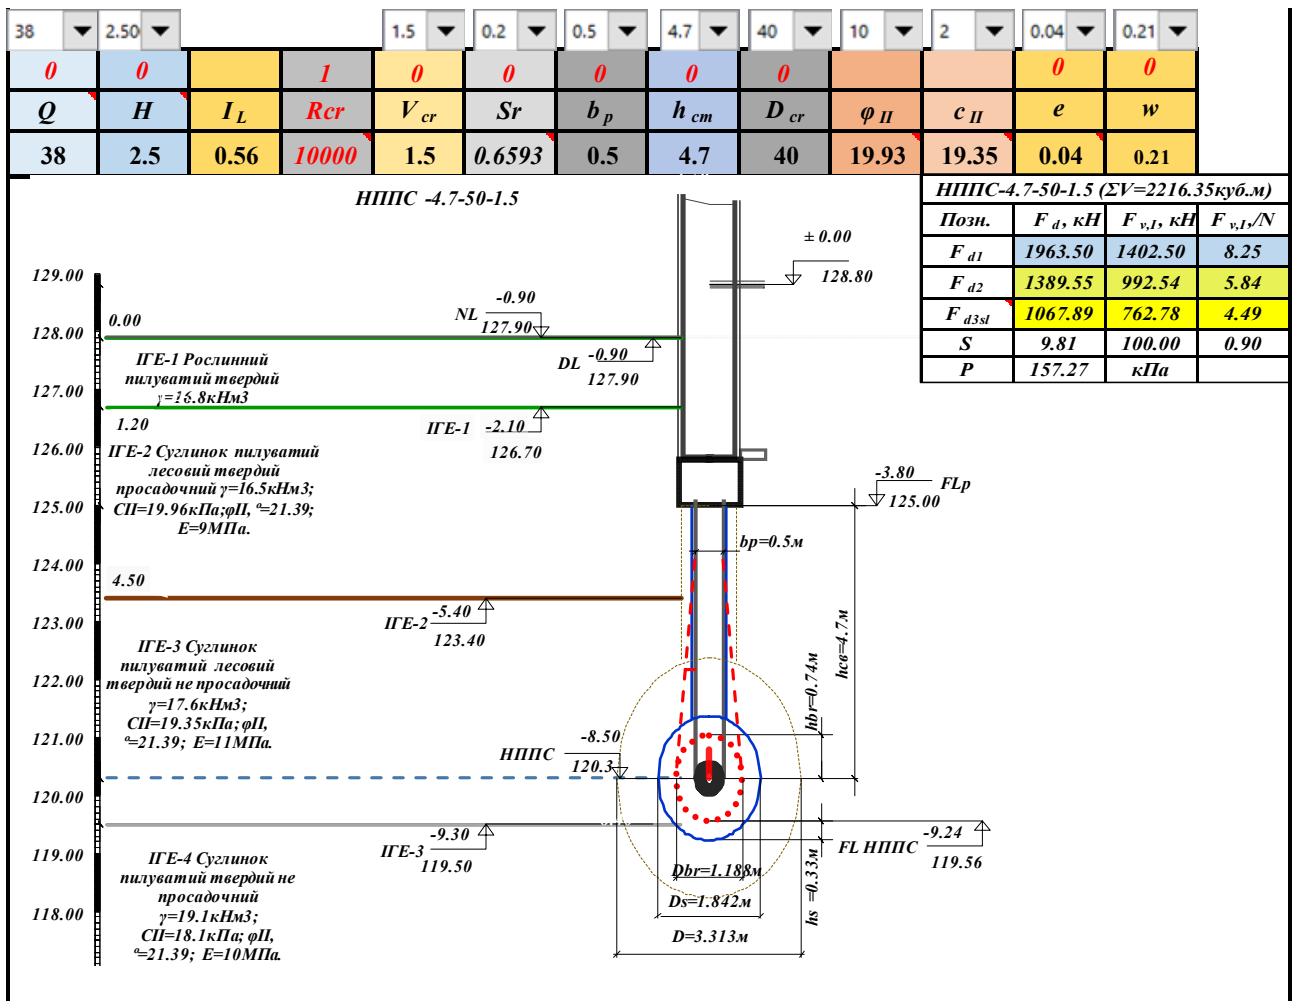 38 2.50 1.5 0.2 0.5 4.7 40 10 2 0.04 0.21
0 0 1 0 0 0 0 0 0 0
Q H I L Rcr V cr Sr b p h cm D cr φ II c II e w
38 2.5 0.56 10000 1.5 0.6593 0.5 4.7 40 19.93 19.35 0.04 0.21
НППС -4.7-50-1.5
НППС-4.7-50-1.5 (ΣV=2216.35куб.м)
Позн. F d, кН F v,I, кН F v,I,/N
F d1 1963.50 1402.50 8.25
F d2 1389.55 992.54 5.84
F d3sl 1067.89 762.78 4.49
S 9.81 100.00 0.90
P 157.27 кПа
± 0.00
128.80
129.00
128.00
127.00
126.00
125.00
124.00
123.00
122.00
121.00
120.00
119.00
118.00
0.00
-0.90
NL
127.90
DL -0.90
127.90
ІГЕ-1 Рослинний
пилуватий твердий
γ=16.8кНм3
1.20
ІГЕ-1 -2.10
126.70
ІГЕ-2 Суглинок пилуватий
лесовий твердий
просадочний γ=16.5кНм3;
СІІ=19.96кПа;φІІ, º=21.39;
Е=9МПа.
-3.80 FLp
125.00
bp=0.5м
4.50
-5.40
ІГЕ-2
123.40
ІГЕ-3 Суглинок
пилуватий лесовий
твердий не просадочний
γ=17.6кНм3;
СІІ=19.35кПа; φІІ,
º=21.39; Е=11МПа.
hсв=4.7м
hbr=0.74м
-8.50
НППС
120.3
-9.30
ІГЕ-3
119.50
-9.24
FL НППС
119.56
ІГЕ-4 Суглинок
пилуватий твердий не
просадочний
γ=19.1кНм3;
СІІ=18.1кПа; φІІ,
º=21.39; Е=10МПа.
Dbr=1.188м
hs =0.33м
Ds=1.842м
D=3.313м